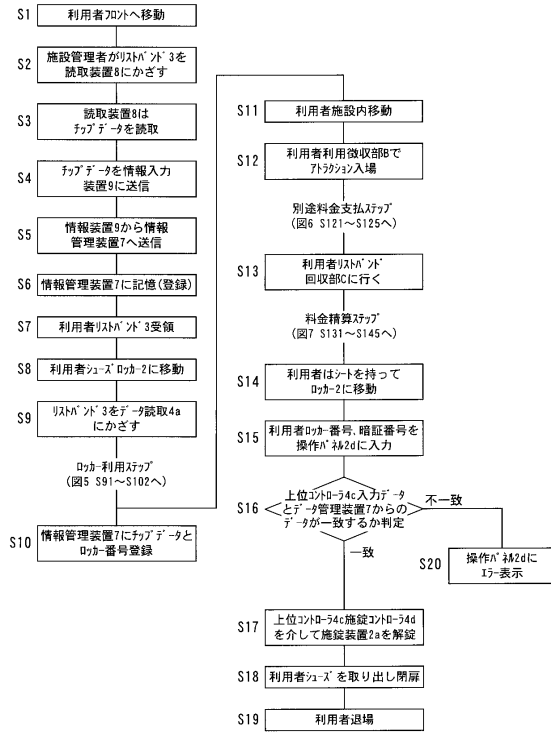 S1 利用者フロントへ移動
S2 施設管理者がリストバンド3を
読取装置8にかざす
S3 読取装置8は
チップデータを読取
S4 チップデータを情報入力
装置9に送信
S5 情報装置9から情報
管理装置7へ送信
S6 情報管理装置7に記憶(登録)
S7 利用者リストバンド3受領
S8 利用者シューズロッカー2に移動
S9 リストバンド3をデータ読取4a
にかざす
ロッカー利用ステップ
(図5 S91～S102へ)
S10 情報管理装置7にチップデータと
ロッカー番号登録
S11 利用者施設内移動
S12 利用者利用徴収部Bで
アトラクション入場
別途料金支払ステップ
(図6 S121～S125へ)
S13 利用者リストバンド
回収部Cに行く
料金精算ステップ
(図7 S131～S145へ)
S14 利用者はシートを持って
ロッカー2に移動
S15 利用者ロッカー番号、暗証番号を
操作パネル2dに入力
S16 上位コントローラ4c入力データ
とデータ管理装置7からの
データが一致するか判定
不一致
一致
S20 操作パネル2dに
エラー表示
S17 上位コントローラ4c施錠コントローラ4d
を介して施錠装置2aを解錠
S18 利用者シューズを取り出し閉扉
S19 利用者退場